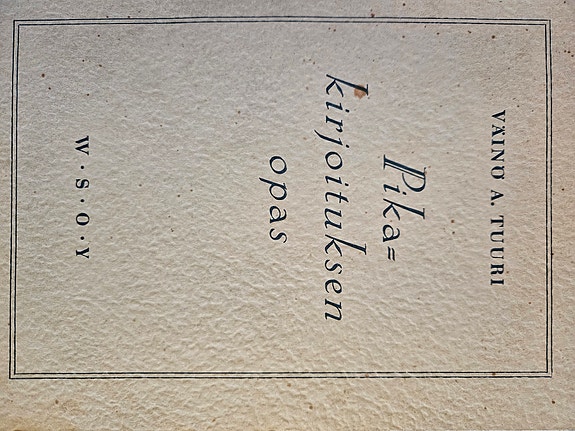 VÄINÖ A. TUURI
Pika=
kirjoituksen
opas
W·S·O·Y